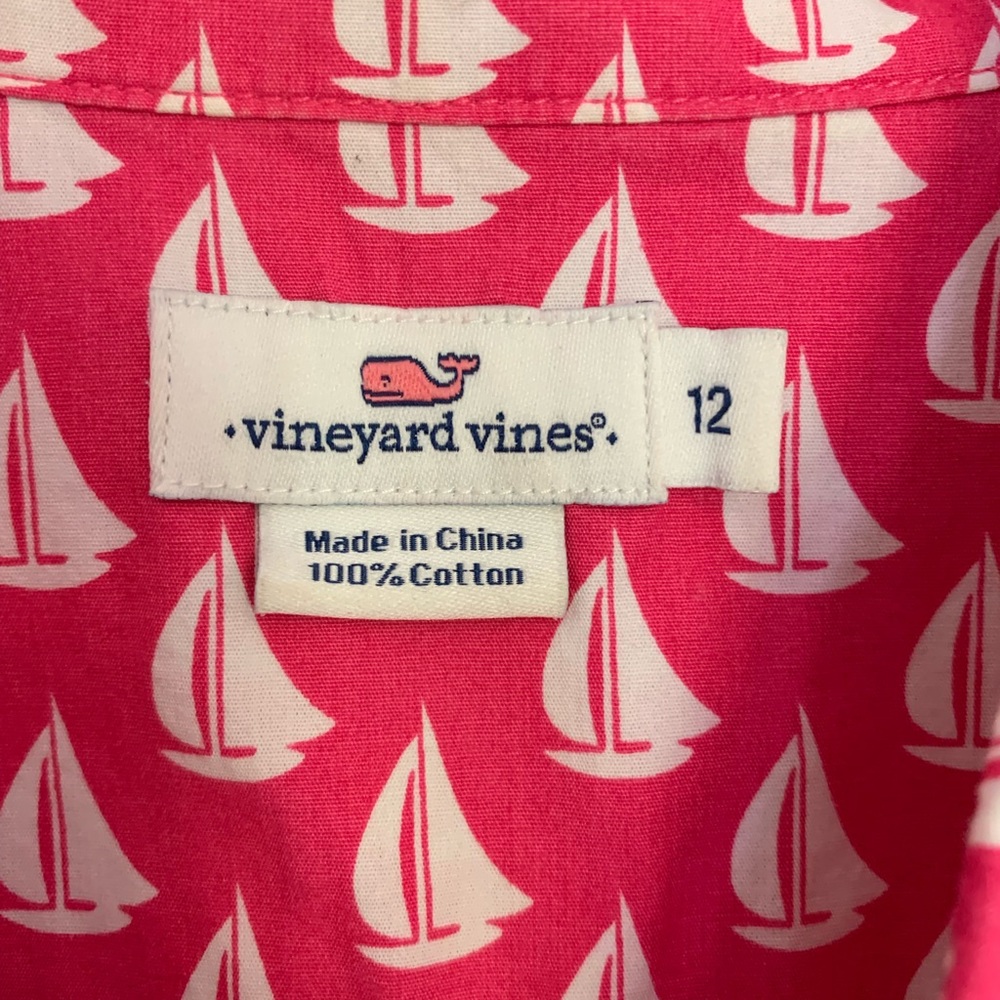 ·vineyard vines®·
12
Made in China
100% Cotton